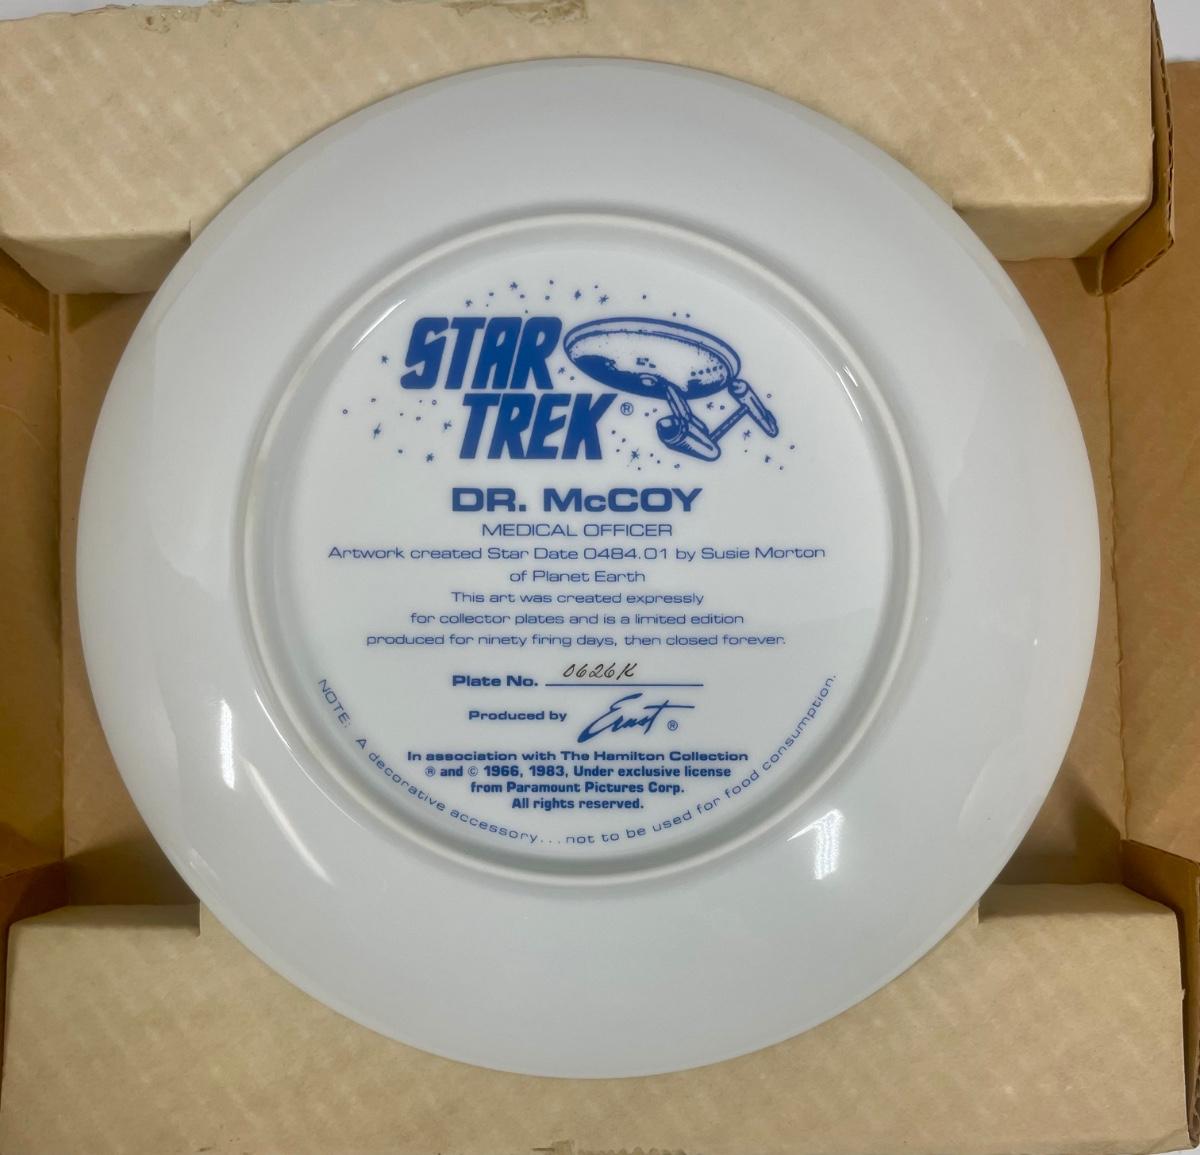 STAR
TREK®
DR. McCOY
MEDICAL OFFICER
Artwork created Star Date 0484.01 by Susie Morton
of Planet Earth
This art was created expressly
for collector plates and is a limited edition
produced for ninety firing days, then closed forever.
Plate No. 0626K
Produced by Ernst ®
In association with The Hamilton Collection
® and © 1966, 1983, Under exclusive license
from Paramount Pictures Corp.
All rights reserved.
NOTE: A decorative accessory... not to be used for food consumption.